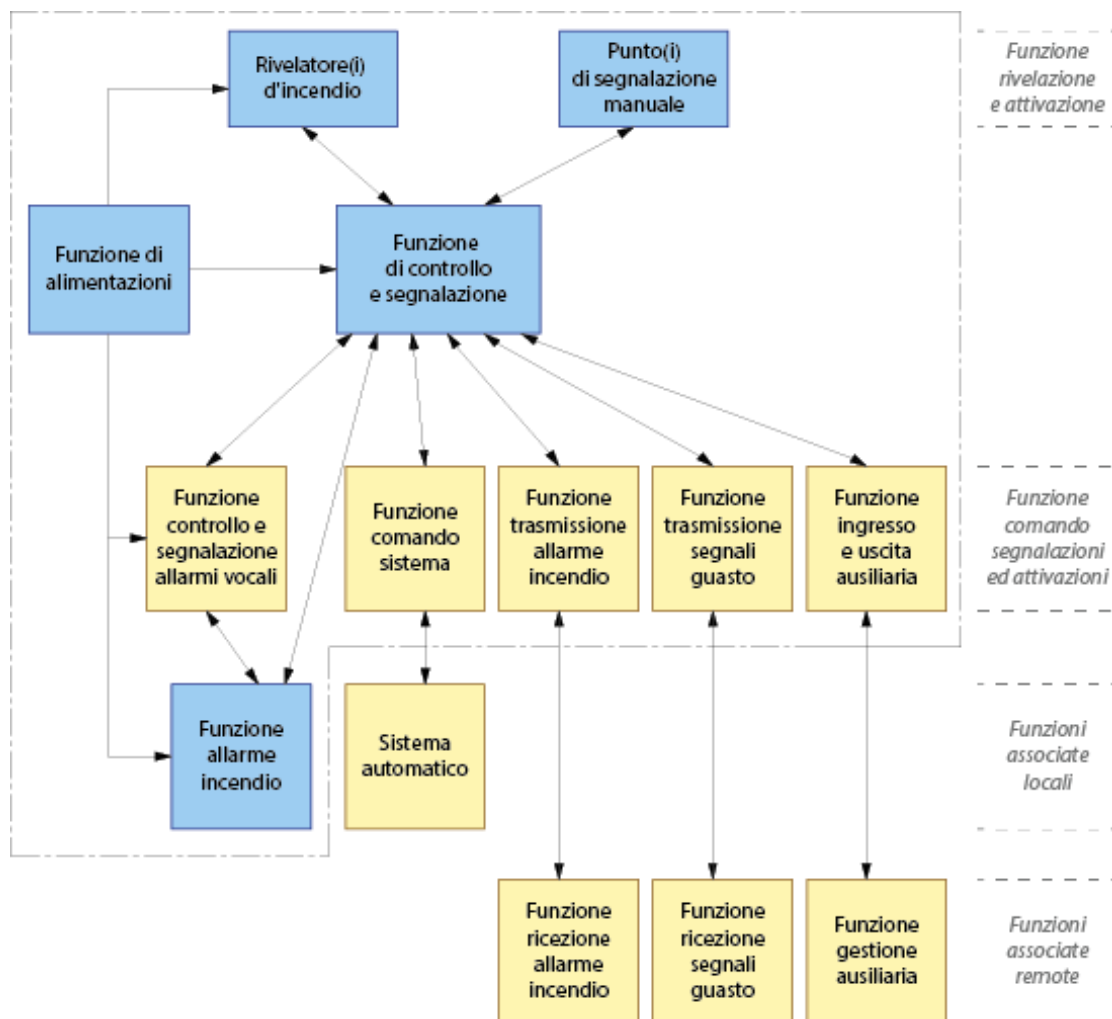 Rivelatore(i)
d'incendio
Punto(i)
di segnalazione
manuale
Funzione
rivelazione
e attivazione
Funzione di
alimentazioni
Funzione
di controllo
e segnalazione
Funzione
controllo e
segnalazione
allarmi vocali
Funzione
comando
sistema
Funzione
trasmissione
allarme
incendio
Funzione
trasmissione
segnali
guasto
Funzione
ingresso
e uscita
ausiliaria
Funzione
comando
segnalazioni
ed attivazioni
Funzione
allarme
incendio
Sistema
automatico
Funzioni
associate
locali
Funzione
ricezione
allarme
incendio
Funzione
ricezione
segnali
guasto
Funzione
gestione
ausiliaria
Funzioni
associate
remote